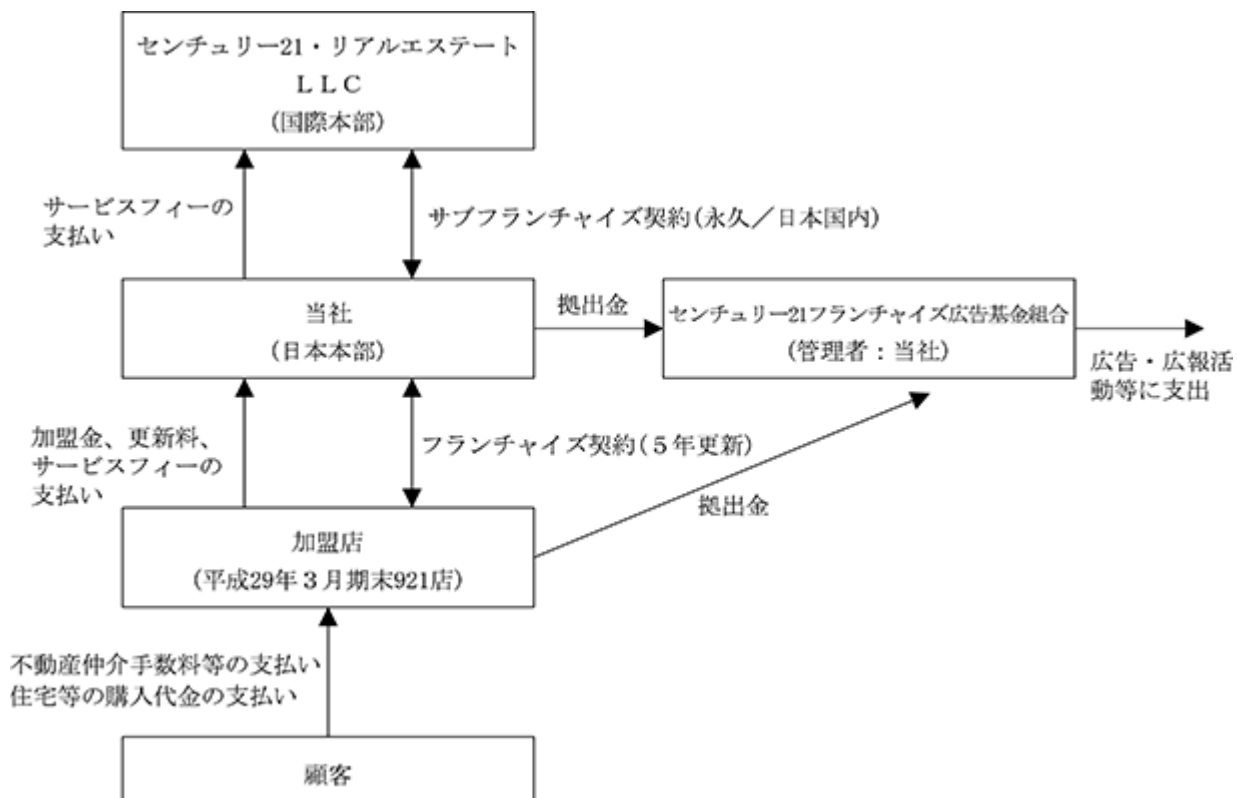 センチュリー21・リアルエステート
ＬＬＣ
(国際本部)
サービスフィーの
支払い
サブフランチャイズ契約(永久／日本国内)
当社
(日本本部)
拠出金
センチュリー21フランチャイズ広告基金組合
(管理者：当社)
広告・広報活
動等に支出
加盟金、更新料、
サービスフィーの
支払い
フランチャイズ契約(５年更新)
拠出金
加盟店
(平成29年３月期末921店)
不動産仲介手数料等の支払い
住宅等の購入代金の支払い
顧客